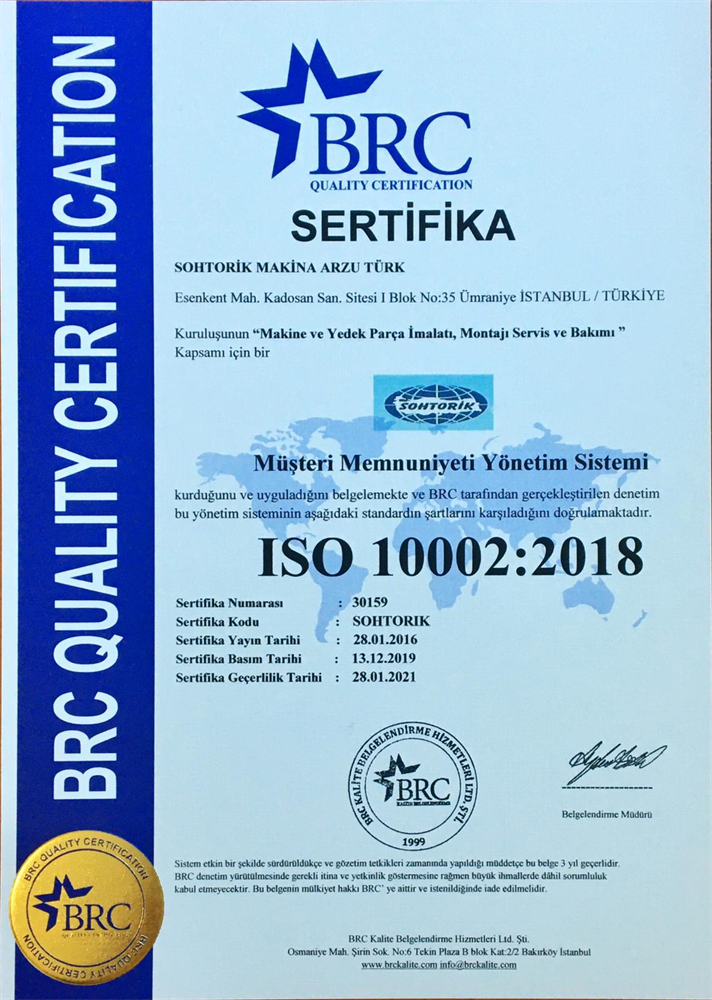 BRC QUALITY CERTIFICATION
BRC
QUALITY CERTIFICATION
SERTİFİKA
SOHTORİK MAKİNA ARZU TÜRK
Esenkent Mah. Kadosan San. Sitesi I Blok No:35 Ümraniye İSTANBUL / TÜRKİYE
Kuruluşunun “Makine ve Yedek Parça İmalatı, Montajı Servis ve Bakımı ”
Kapsamı için bir
SOHTORİK
Müşteri Memnuniyeti Yönetim Sistemi
kurduğunu ve uyguladığını belgelemekte ve BRC tarafından gerçekleştirilen denetim
bu yönetim sisteminin aşağıdaki standardın şartlarını karşıladığını doğrulamaktadır.
ISO 10002:2018
Sertifika Numarası : 30159
Sertifika Kodu : SOHTORIK
Sertifika Yayın Tarihi : 28.01.2016
Sertifika Basım Tarihi : 13.12.2019
Sertifika Geçerlilik Tarihi : 28.01.2021
BRC KALİTE BELGELENDİRME HİZMETLERİ LTD. ŞTİ.
BRC
KALİTE BELGELENDİRME
1999
Belgelendirme Müdürü
BRC QUALITY CERTIFICATION
BRC
BRC QUALITY CERTIFICATION
Sistem etkin bir şekilde sürdürüldükçe ve gözetim tetkikleri zamanında yapıldığı müddetçe bu belge 3 yıl geçerlidir.
BRC denetim yürütülmesinde gerekli itina ve yetkinlik göstermesine rağmen büyük ihmallerde dâhil sorumluluk
kabul etmeyecektir. Bu belgenin mülkiyet hakkı BRC’ ye aittir ve istenildiğinde iade edilmelidir.
BRC Kalite Belgelendirme Hizmetleri Ltd. Şti.
Osmaniye Mah. Şirin Sok. No:6 Tekin Plaza B blok Kat:2/2 Bakırköy İstanbul
www.brckalite.com info@brckalite.com